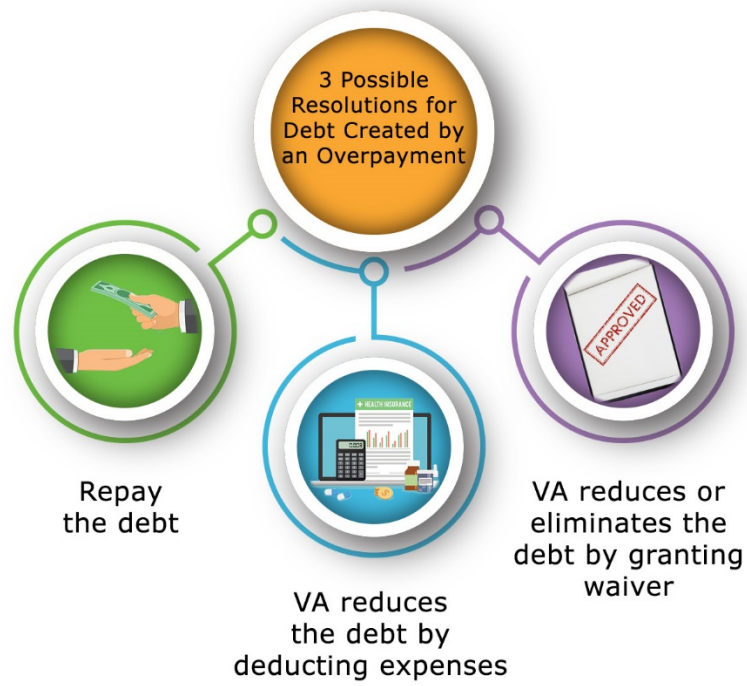 3 Possible
Resolutions for
Debt Created by
an Overpayment
APPROVED
+ HEALTH INSURANCE
Repay
the debt
VA reduces or
eliminates the
debt by granting
waiver
VA reduces
the debt by
deducting expenses